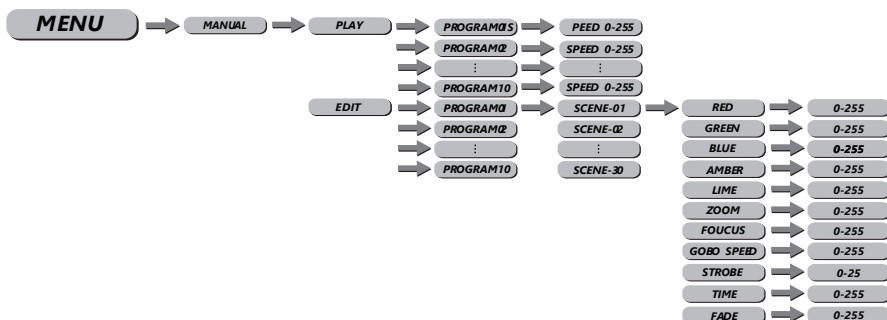 MENU MANUAL PLAY PROGRAM01S PEED 0-255
PROGRAM02 SPEED 0-255
⋮ ⋮
PROGRAM10 SPEED 0-255
EDIT PROGRAM01 SCENE-01 RED 0-255
PROGRAM02 SCENE-02 GREEN 0-255
⋮ ⋮ BLUE 0-255
PROGRAM10 SCENE-30 AMBER 0-255
LIME 0-255
ZOOM 0-255
FOUCUS 0-255
GOBO SPEED 0-255
STROBE 0-25
TIME 0-255
FADE 0-255